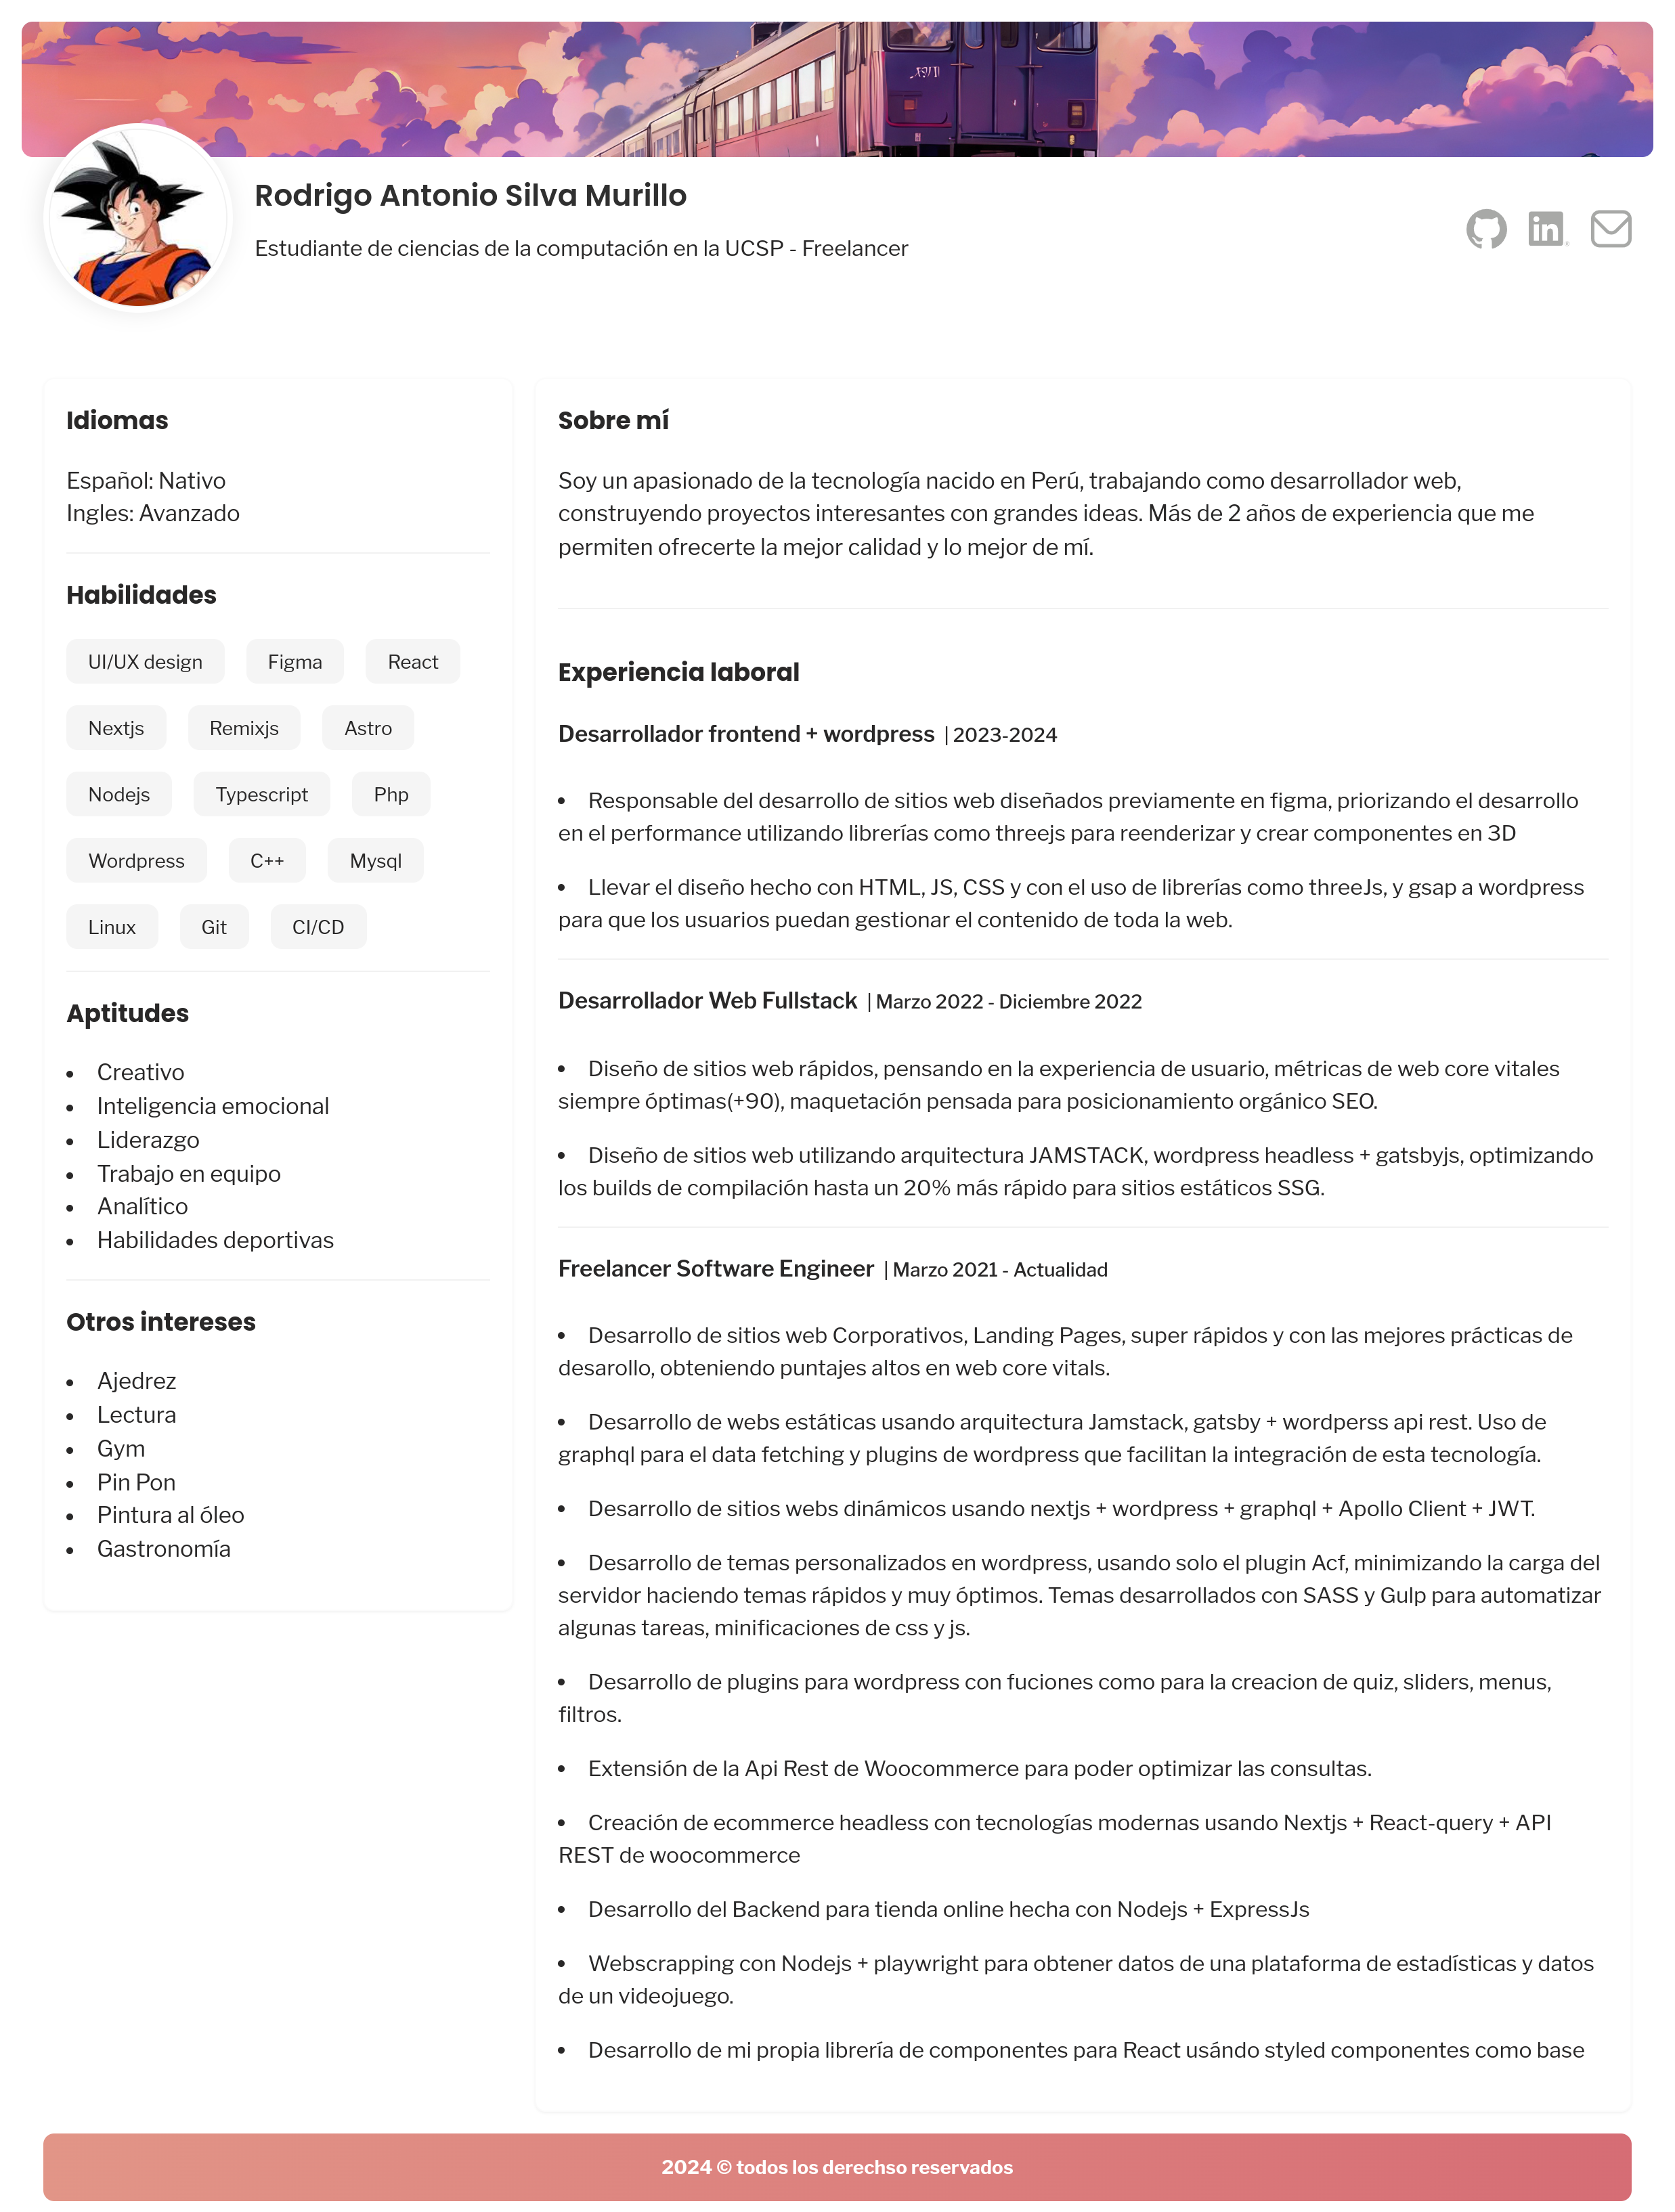 Rodrigo Antonio Silva Murillo
Estudiante de ciencias de la computación en la UCSP - Freelancer
Idiomas
Español: Nativo
Ingles: Avanzado
Habilidades
UI/UX design
Figma
React
Nextjs
Remixjs
Astro
Nodejs
Typescript
Php
Wordpress
C++
Mysql
Linux
Git
CI/CD
Aptitudes
• Creativo
• Inteligencia emocional
• Liderazgo
• Trabajo en equipo
• Analítico
• Habilidades deportivas
Otros intereses
• Ajedrez
• Lectura
• Gym
• Pin Pon
• Pintura al óleo
• Gastronomía
Sobre mí
Soy un apasionado de la tecnología nacido en Perú, trabajando como desarrollador web,
construyendo proyectos interesantes con grandes ideas. Más de 2 años de experiencia que me
permiten ofrecerte la mejor calidad y lo mejor de mí.
Experiencia laboral
Desarrollador frontend + wordpress | 2023-2024
• Responsable del desarrollo de sitios web diseñados previamente en figma, priorizando el desarrollo
en el performance utilizando librerías como threejs para reenderizar y crear componentes en 3D
• Llevar el diseño hecho con HTML, JS, CSS y con el uso de librerías como threeJs, y gsap a wordpress
para que los usuarios puedan gestionar el contenido de toda la web.
Desarrollador Web Fullstack | Marzo 2022 - Diciembre 2022
• Diseño de sitios web rápidos, pensando en la experiencia de usuario, métricas de web core vitales
siempre óptimas(+90), maquetación pensada para posicionamiento orgánico SEO.
• Diseño de sitios web utilizando arquitectura JAMSTACK, wordpress headless + gatsbyjs, optimizando
los builds de compilación hasta un 20% más rápido para sitios estáticos SSG.
Freelancer Software Engineer | Marzo 2021 - Actualidad
• Desarrollo de sitios web Corporativos, Landing Pages, super rápidos y con las mejores prácticas de
desarollo, obteniendo puntajes altos en web core vitals.
• Desarrollo de webs estáticas usando arquitectura Jamstack, gatsby + wordperss api rest. Uso de
graphql para el data fetching y plugins de wordpress que facilitan la integración de esta tecnología.
• Desarrollo de sitios webs dinámicos usando nextjs + wordpress + graphql + Apollo Client + JWT.
• Desarrollo de temas personalizados en wordpress, usando solo el plugin Acf, minimizando la carga del
servidor haciendo temas rápidos y muy óptimos. Temas desarrollados con SASS y Gulp para automatizar
algunas tareas, minificaciones de css y js.
• Desarrollo de plugins para wordpress con fuciones como para la creacion de quiz, sliders, menus,
filtros.
• Extensión de la Api Rest de Woocommerce para poder optimizar las consultas.
• Creación de ecommerce headless con tecnologías modernas usando Nextjs + React-query + API
REST de woocommerce
• Desarrollo del Backend para tienda online hecha con Nodejs + ExpressJs
• Webscrapping con Nodejs + playwright para obtener datos de una plataforma de estadísticas y datos
de un videojuego.
• Desarrollo de mi propia librería de componentes para React usándo styled componentes como base
2024 © todos los derechso reservados